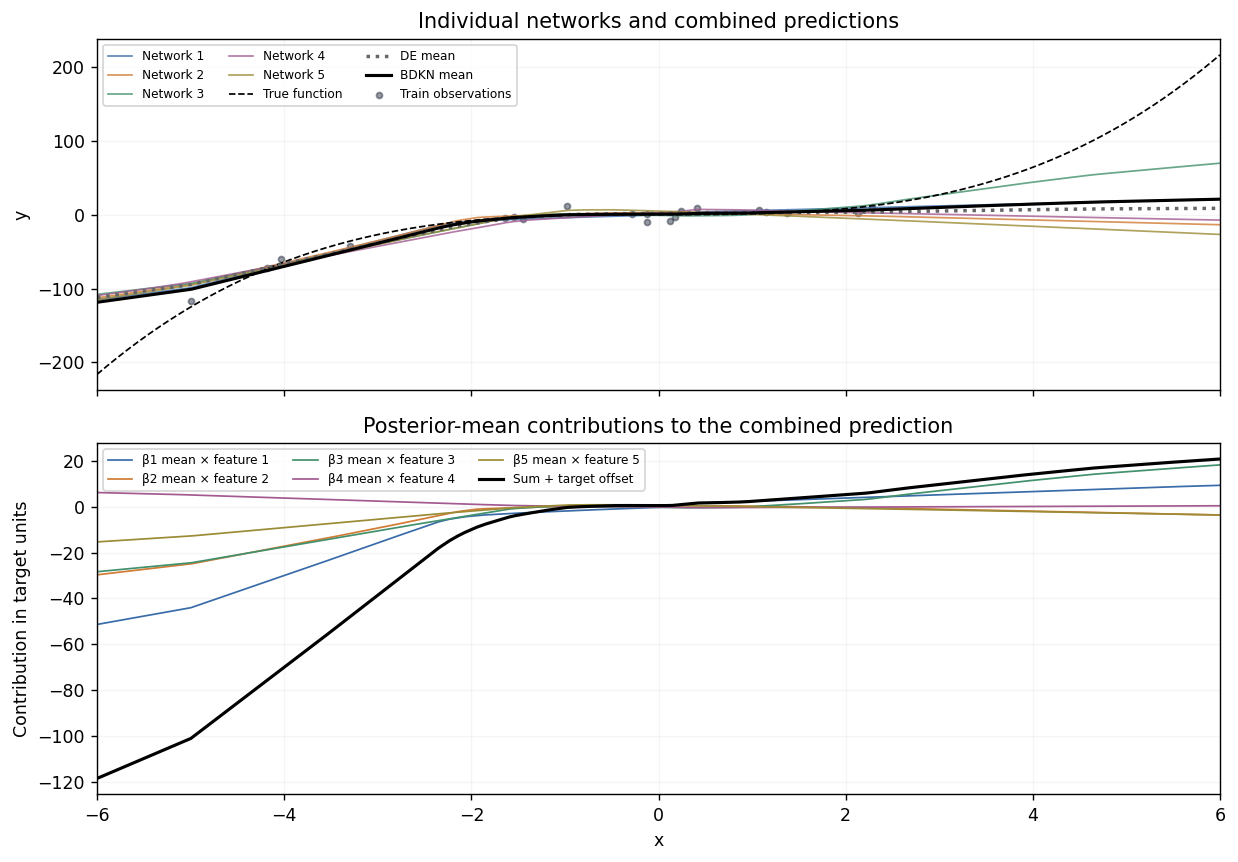 Individual networks and combined predictions
Network 1
Network 2
Network 3
Network 4
Network 5
True function
DE mean
BDKN mean
Train observations
200
100
0
−100
−200
y
Posterior-mean contributions to the combined prediction
β1 mean × feature 1
β2 mean × feature 2
β3 mean × feature 3
β4 mean × feature 4
β5 mean × feature 5
Sum + target offset
20
0
−20
−40
−60
−80
−100
−120
Contribution in target units
−6 −4 −2 0 2 4 6
x